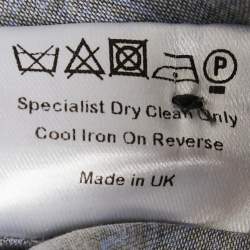 P
Specialist Dry Clean Only
Cool Iron On Reverse
Made in UK